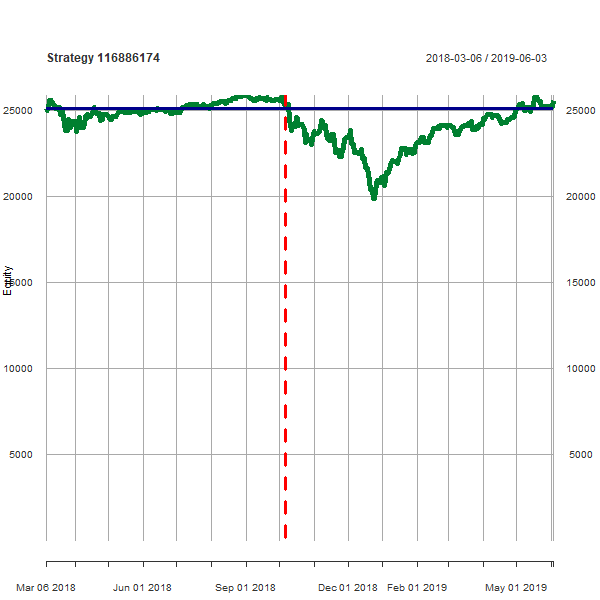 Strategy 116886174
2018-03-06 / 2019-06-03
25000
25000
20000
20000
Equity
15000
15000
10000
10000
5000
5000
Mar 06 2018
Jun 01 2018
Sep 01 2018
Dec 01 2018
Feb 01 2019
May 01 2019